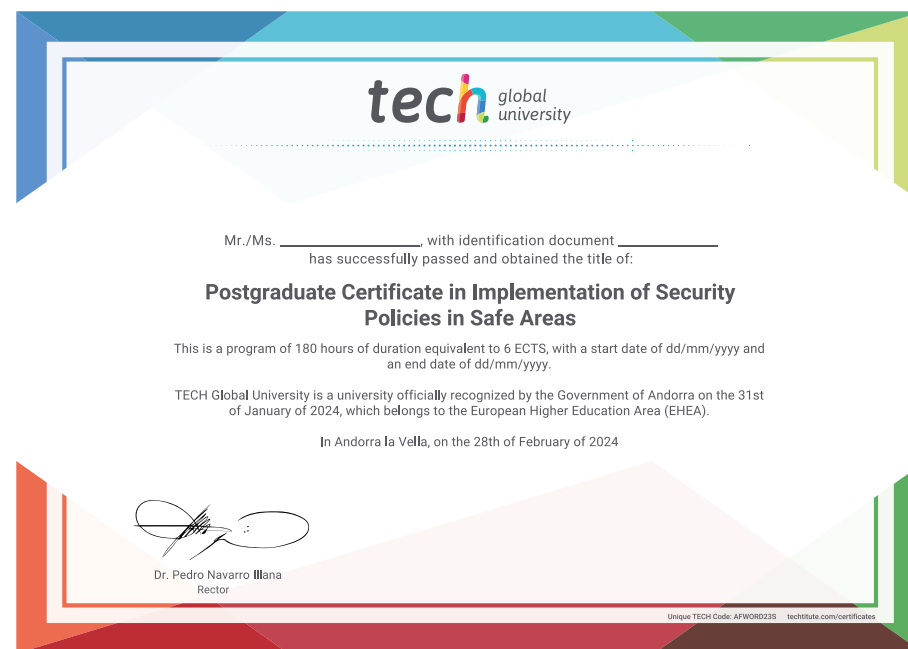 tech global university
Mr./Ms. ____________, with identification document ____________
has successfully passed and obtained the title of:
Postgraduate Certificate in Implementation of Security
Policies in Safe Areas
This is a program of 180 hours of duration equivalent to 6 ECTS, with a start date of dd/mm/yyyy and
an end date of dd/mm/yyyy.
TECH Global University is a university officially recognized by the Government of Andorra on the 31st
of January of 2024, which belongs to the European Higher Education Area (EHEA).
In Andorra la Vella, on the 28th of February of 2024
Dr. Pedro Navarro Illana
Rector
Unique TECH Code: AFWORD23S techtitute.com/certificates